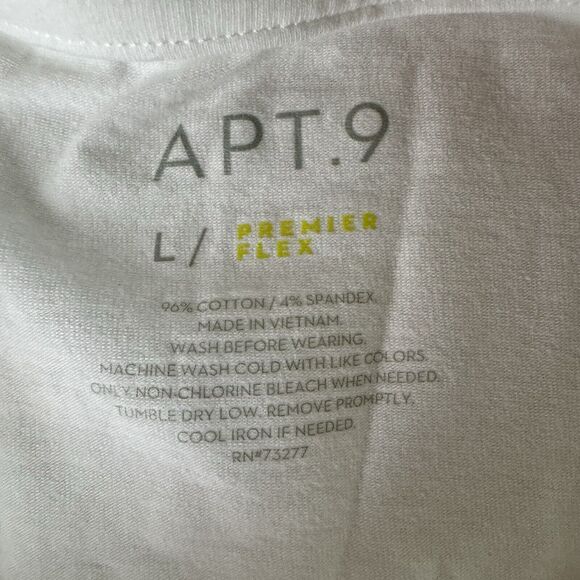 APT.9
L / PREMIER
FLEX
96% COTTON / 4% SPANDEX.
MADE IN VIETNAM.
WASH BEFORE WEARING.
MACHINE WASH COLD WITH LIKE COLORS.
ONLY NON-CHLORINE BLEACH WHEN NEEDED.
TUMBLE DRY LOW. REMOVE PROMPTLY.
COOL IRON IF NEEDED.
RN#73277